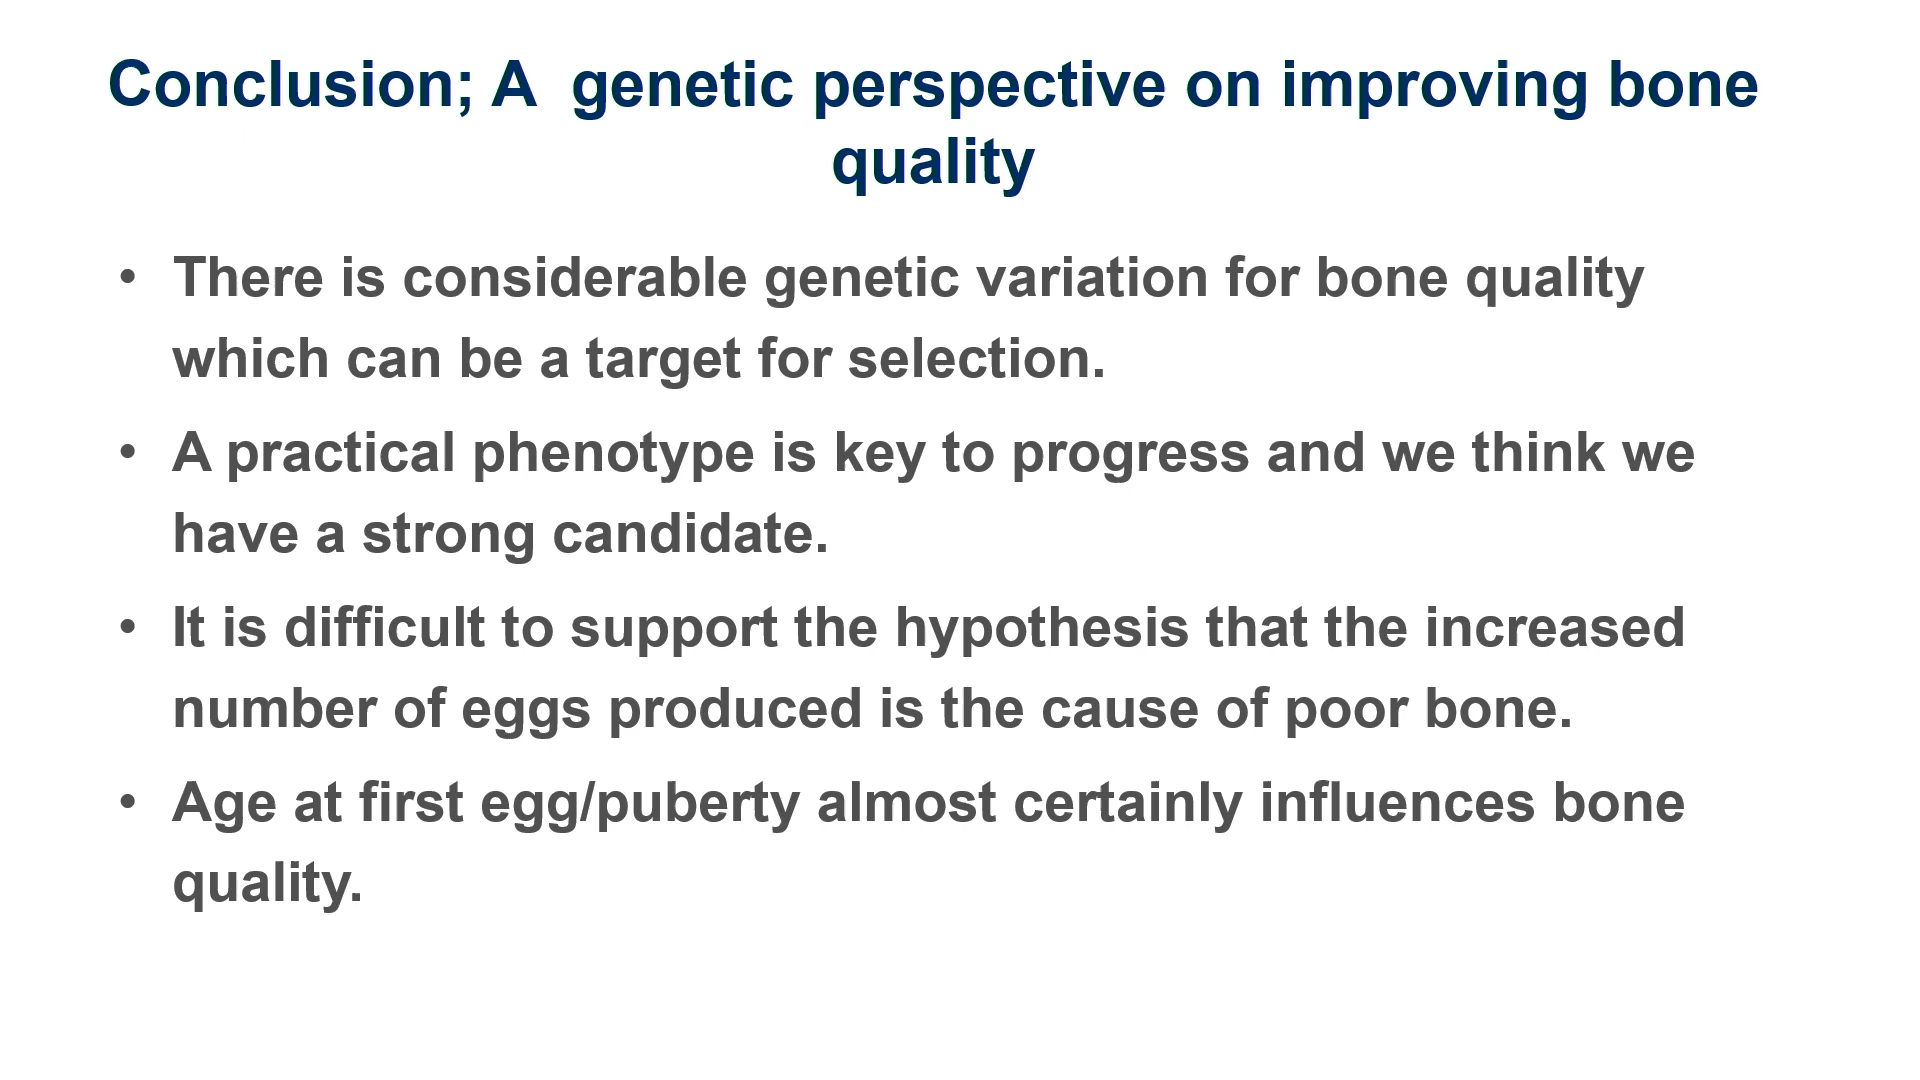 Conclusion; A  genetic perspective on improving bone
quality
• There is considerable genetic variation for bone quality
which can be a target for selection.
• A practical phenotype is key to progress and we think we
have a strong candidate.
• It is difficult to support the hypothesis that the increased
number of eggs produced is the cause of poor bone.
• Age at first egg/puberty almost certainly influences bone
quality.